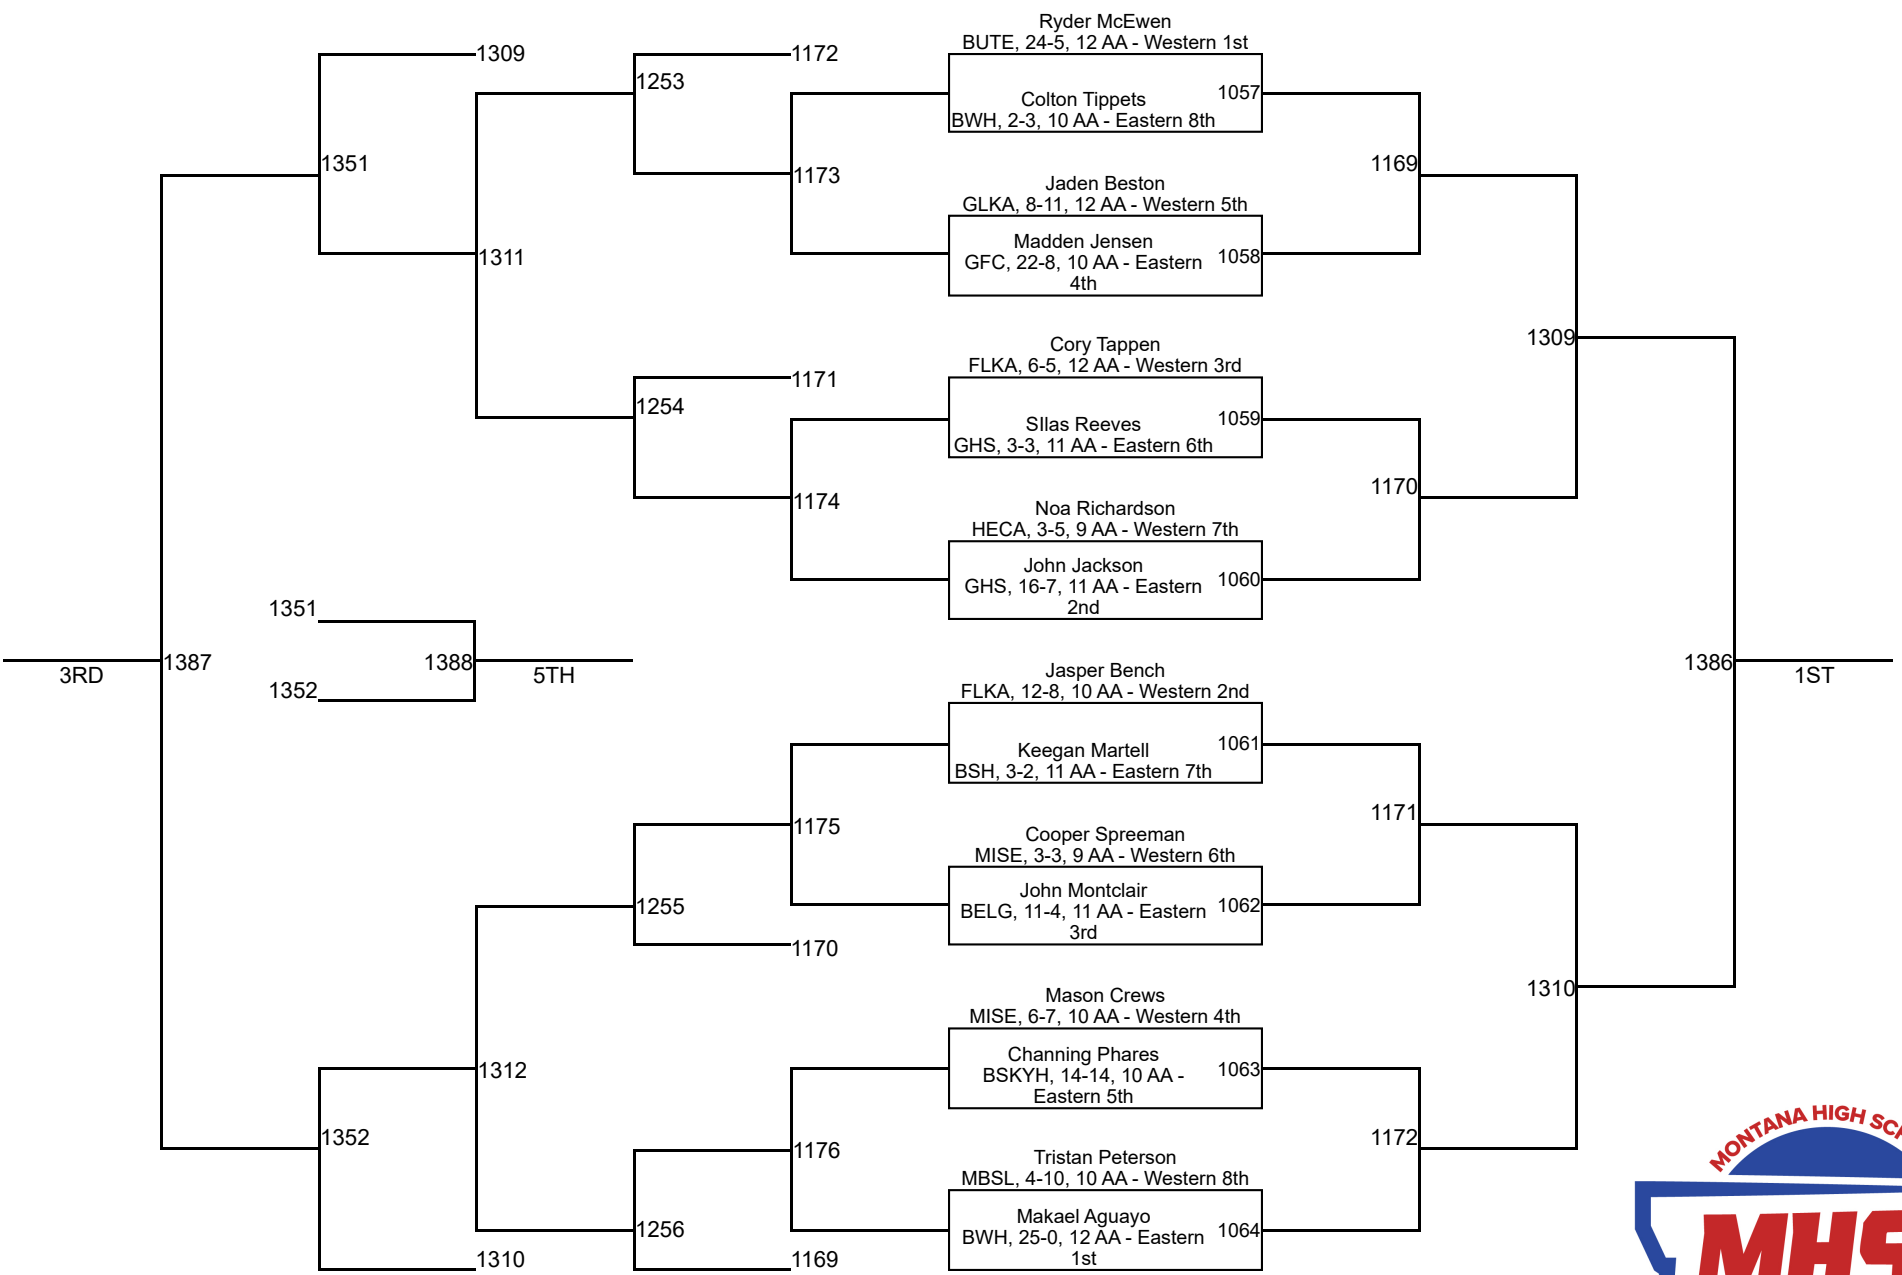 Ryder McEwen
BUTE, 24-5, 12 AA - Western 1st
1309
1172
1253
Colton Tippets
1057
BWH, 2-3, 10 AA - Eastern 8th
1351
1173
1169
Jaden Beston
GLKA, 8-11, 12 AA - Western 5th
1311
Madden Jensen
1058
GFC, 22-8, 10 AA - Eastern
4th
1309
Cory Tappen
FLKA, 6-5, 12 AA - Western 3rd
1171
1254
SIlas Reeves
1059
GHS, 3-3, 11 AA - Eastern 6th
1174
1170
Noa Richardson
HECA, 3-5, 9 AA - Western 7th
John Jackson
1060
GHS, 16-7, 11 AA - Eastern
2nd
1351
3RD
1387
1388
5TH
1352
Jasper Bench
FLKA, 12-8, 10 AA - Western 2nd
1386
1ST
Keegan Martell
1061
BSH, 3-2, 11 AA - Eastern 7th
1175
1171
Cooper Spreeman
MISE, 3-3, 9 AA - Western 6th
John Montclair
1062
BELG, 11-4, 11 AA - Eastern
3rd
1255
1170
1310
Mason Crews
MISE, 6-7, 10 AA - Western 4th
1312
Channing Phares
1063
BSKYH, 14-14, 10 AA -
Eastern 5th
1352
1176
1172
Tristan Peterson
MBSL, 4-10, 10 AA - Western 8th
Makael Aguayo
1064
BWH, 25-0, 12 AA - Eastern
1st
1256
1310
1169
MONTANA HIGH